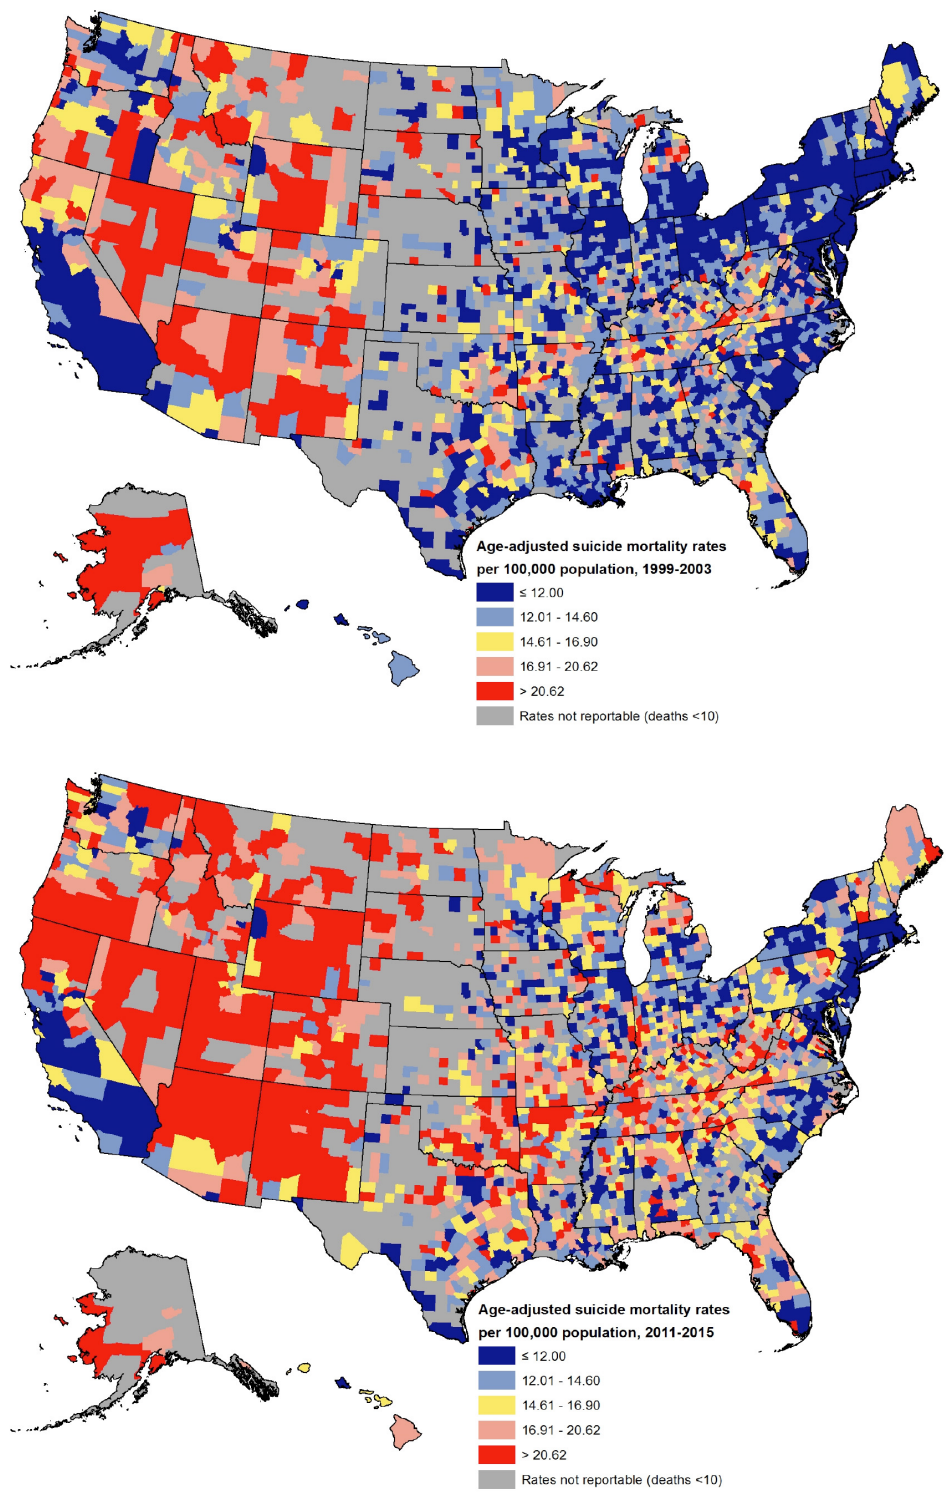 Age-adjusted suicide mortality rates
per 100,000 population, 1999-2003
≤ 12.00
12.01 - 14.60
14.61 - 16.90
16.91 - 20.62
> 20.62
Rates not reportable (deaths <10)
Age-adjusted suicide mortality rates
per 100,000 population, 2011-2015
≤ 12.00
12.01 - 14.60
14.61 - 16.90
16.91 - 20.62
> 20.62
Rates not reportable (deaths <10)